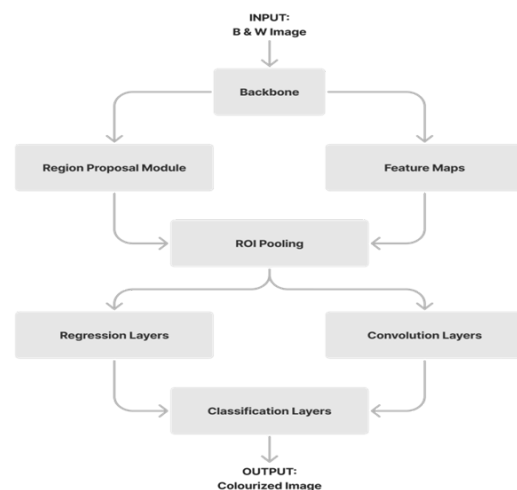 INPUT:
B & W Image
Backbone
Region Proposal Module
Feature Maps
ROI Pooling
Regression Layers
Convolution Layers
Classification Layers
OUTPUT:
Colourized Image